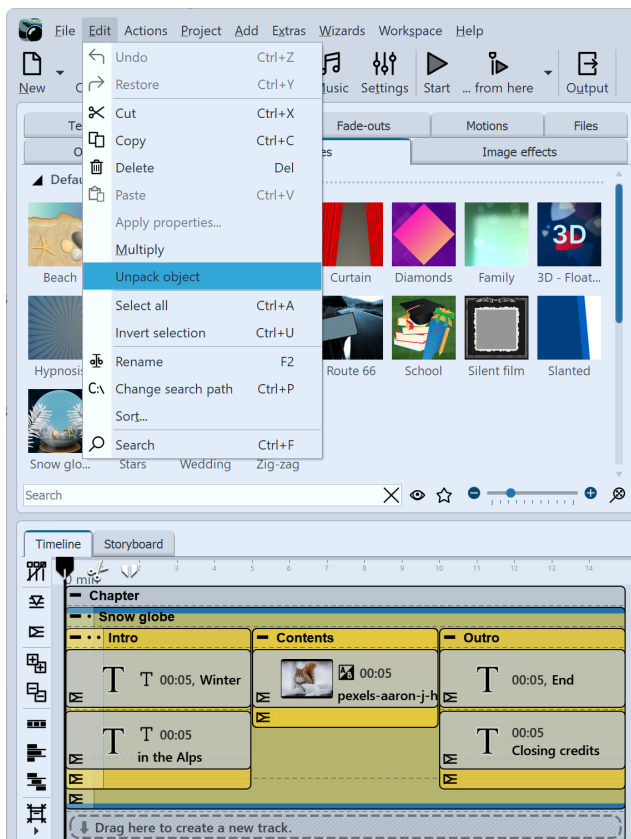 File Edit Actions Project Add Extras Wizards Workspace Help
Undo Ctrl+Z
Restore Ctrl+Y
Cut Ctrl+X
Copy Ctrl+C
Delete Del
Paste Ctrl+V
Apply properties...
Multiply
Unpack object
Select all Ctrl+A
Invert selection Ctrl+U
Rename F2
C:\ Change search path Ctrl+P
Sort...
Search Ctrl+F
New Settings Start ... from here Output
Fade-outs Motions Files
Image effects
Beach Curtain Diamonds Family 3D - Float...
3D
Route 66 School Silent film Slanted
Snow glo... Stars Wedding Zig-zag
Search
Timeline Storyboard
0 min 3 4 5 6 7 8 9 10 11 12 13 14
Chapter
Snow globe
Intro Contents Outro
T T 00:05, Winter
A/B 00:05
pexels-aaron-j-h
T 00:05, End
T T 00:05
in the Alps
T 00:05
Closing credits
Drag here to create a new track.